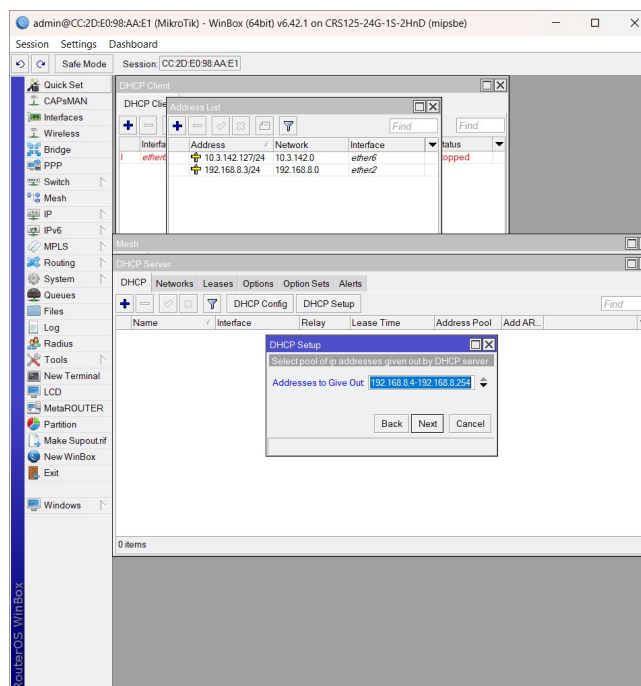 admin@CC:2D:E0:98:AA:E1 (MikroTik) - WinBox (64bit) v6.42.1 on CRS125-24G-1S-2HnD (mipsbe)
Session Settings Dashboard
Safe Mode Session: CC:2D:E0:98:AA:E1
Quick Set
CAPsMAN
Interfaces
Wireless
Bridge
PPP
Switch
Mesh
IP
IPv6
MPLS
Routing
System
Queues
Files
Log
Radius
Tools
New Terminal
LCD
MetaROUTER
Partition
Make Supout.rif
New WinBox
Exit
Windows
RouterOS WinBox
DHCP Client
DHCP Clie
Find
Interfa tatus
I ether6 topped
Address List
Find
Address / Network Interface
10.3.142.127/24 10.3.142.0 ether6
192.168.8.3/24 192.168.8.0 ether2
Mesh
DHCP Server
DHCP Networks Leases Options Option Sets Alerts
DHCP Config DHCP Setup Find
Name / Interface Relay Lease Time Address Pool Add AR...
DHCP Setup
Select pool of ip addresses given out by DHCP server
Addresses to Give Out: 192.168.8.4-192.168.8.254
Back Next Cancel
0 items